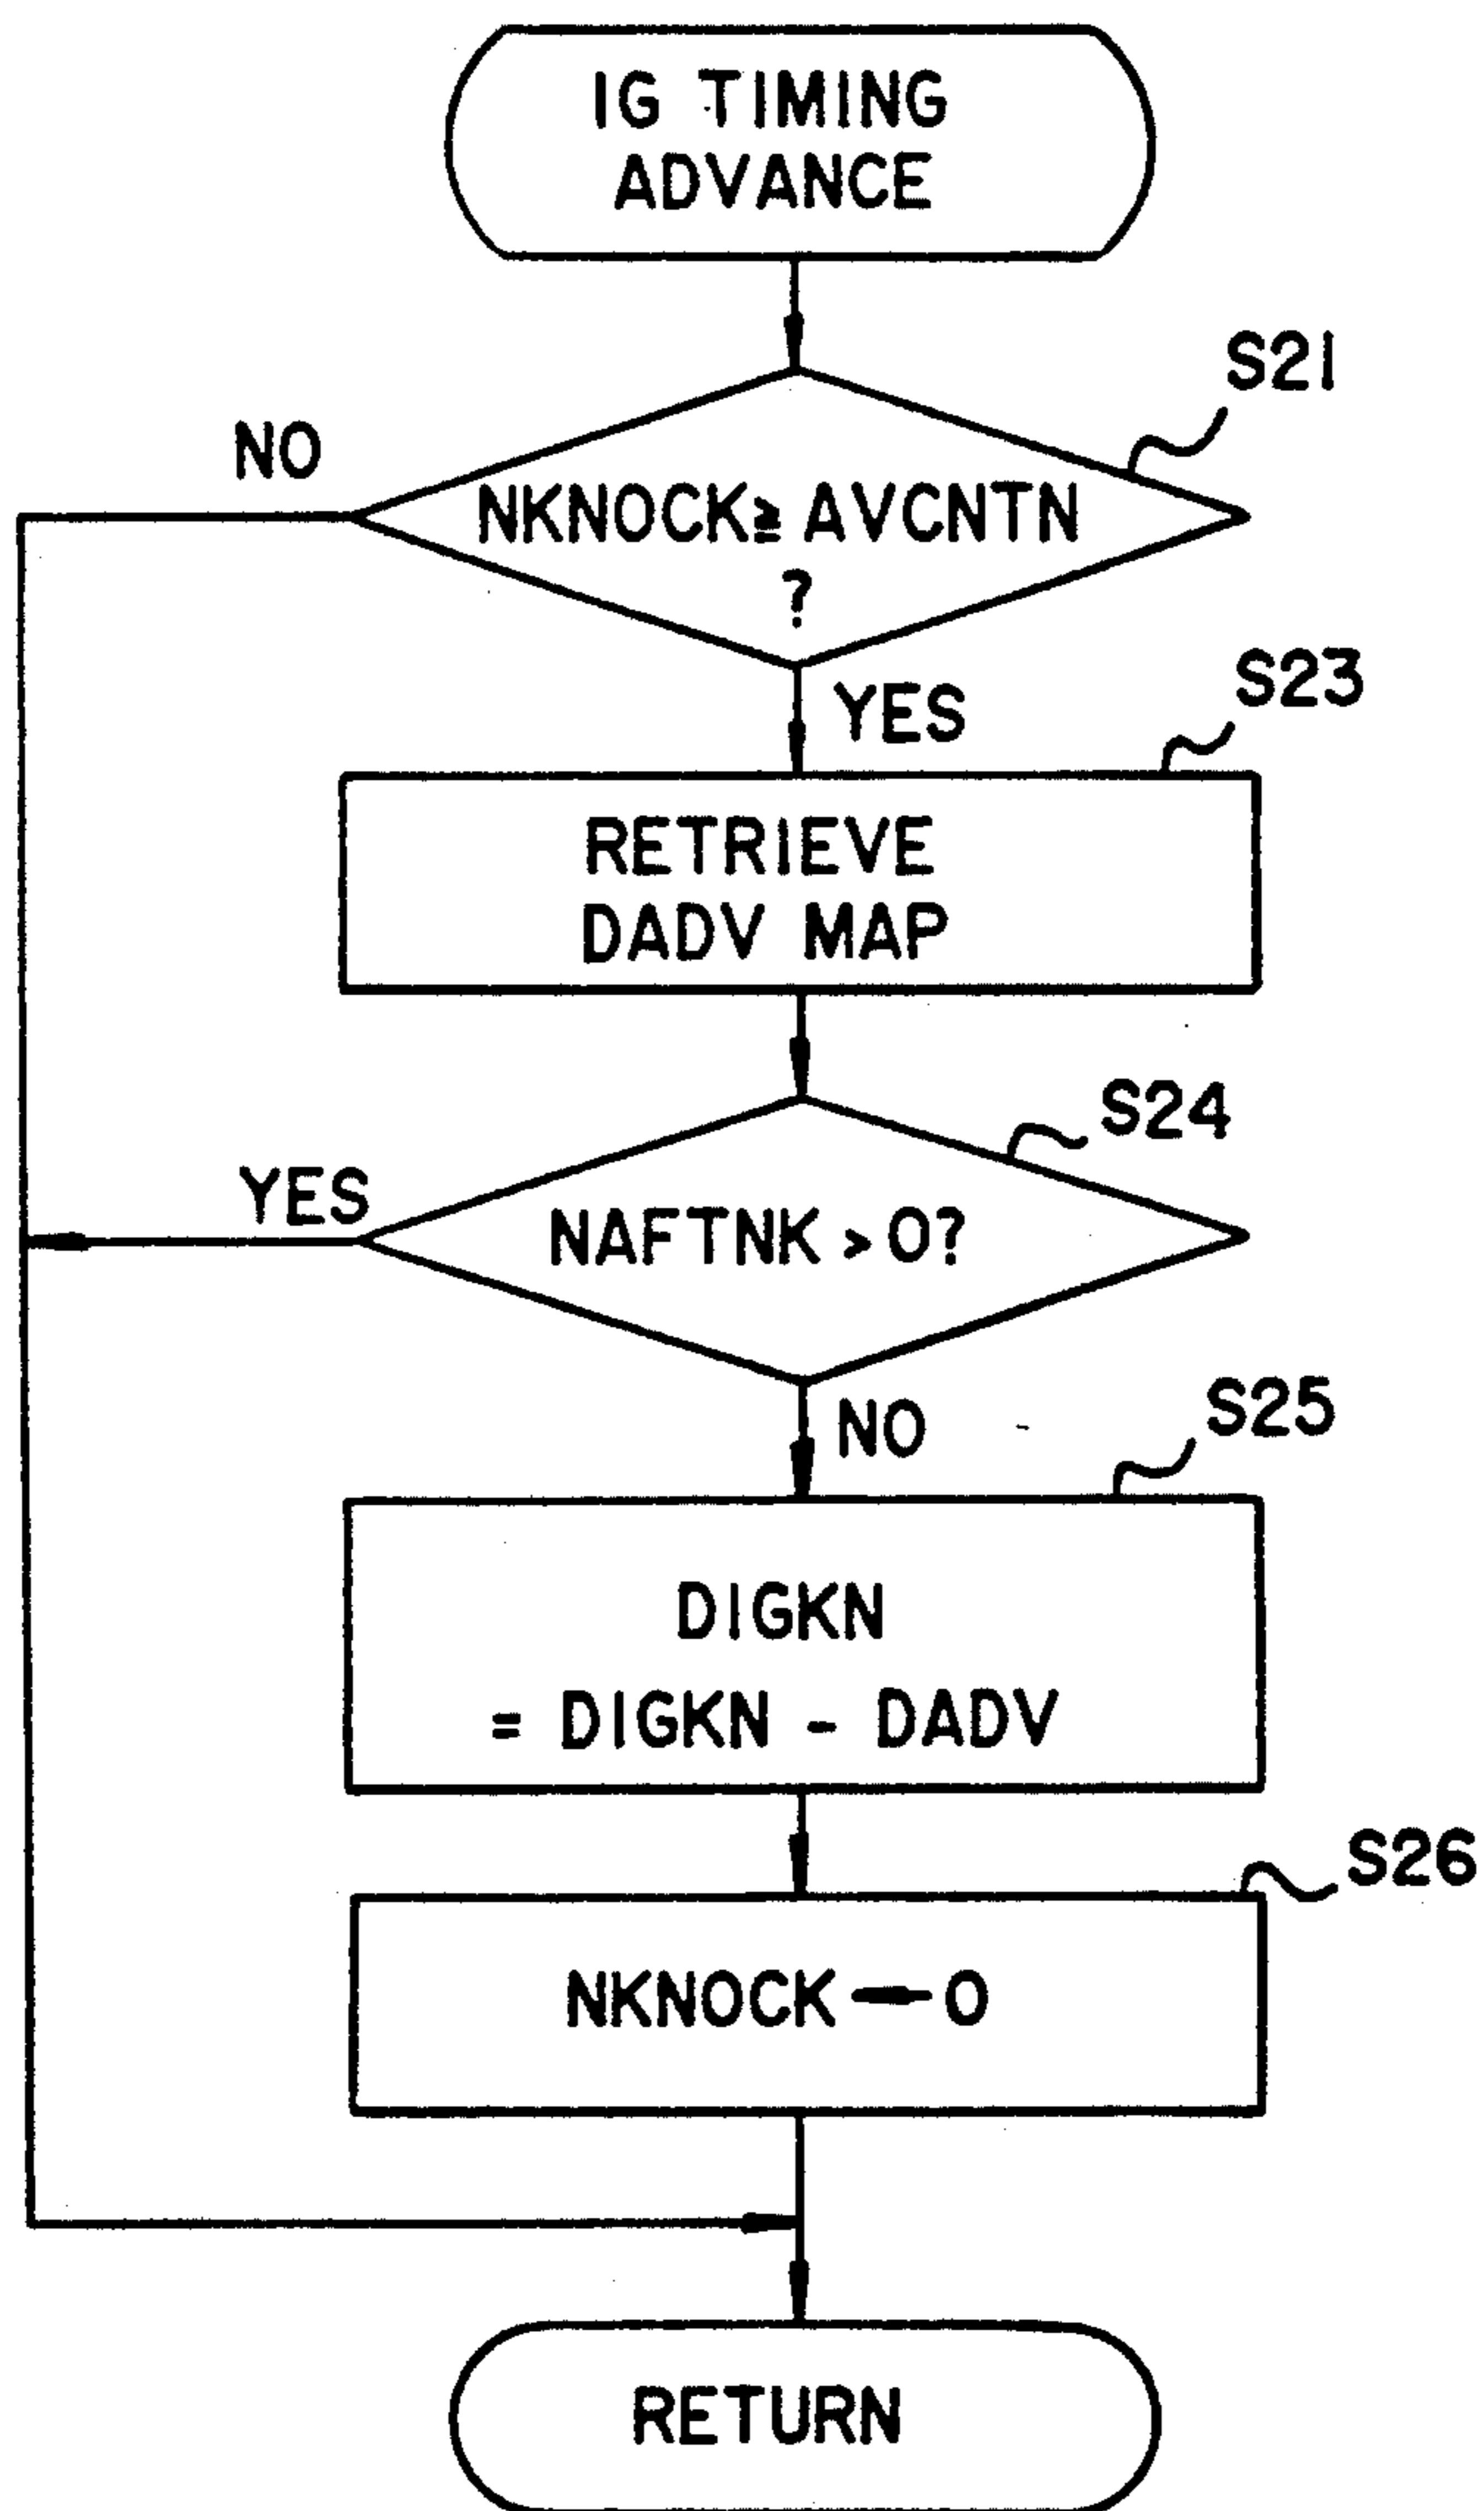 IG TIMING
ADVANCE
S21
NO
NKNOCK≧AVCNTN
?
YES
S23
RETRIEVE
DADV MAP
S24
YES
NAFTNK > 0?
NO
S25
DIGKN
= DIGKN - DADV
S26
NKNOCK ← 0
RETURN